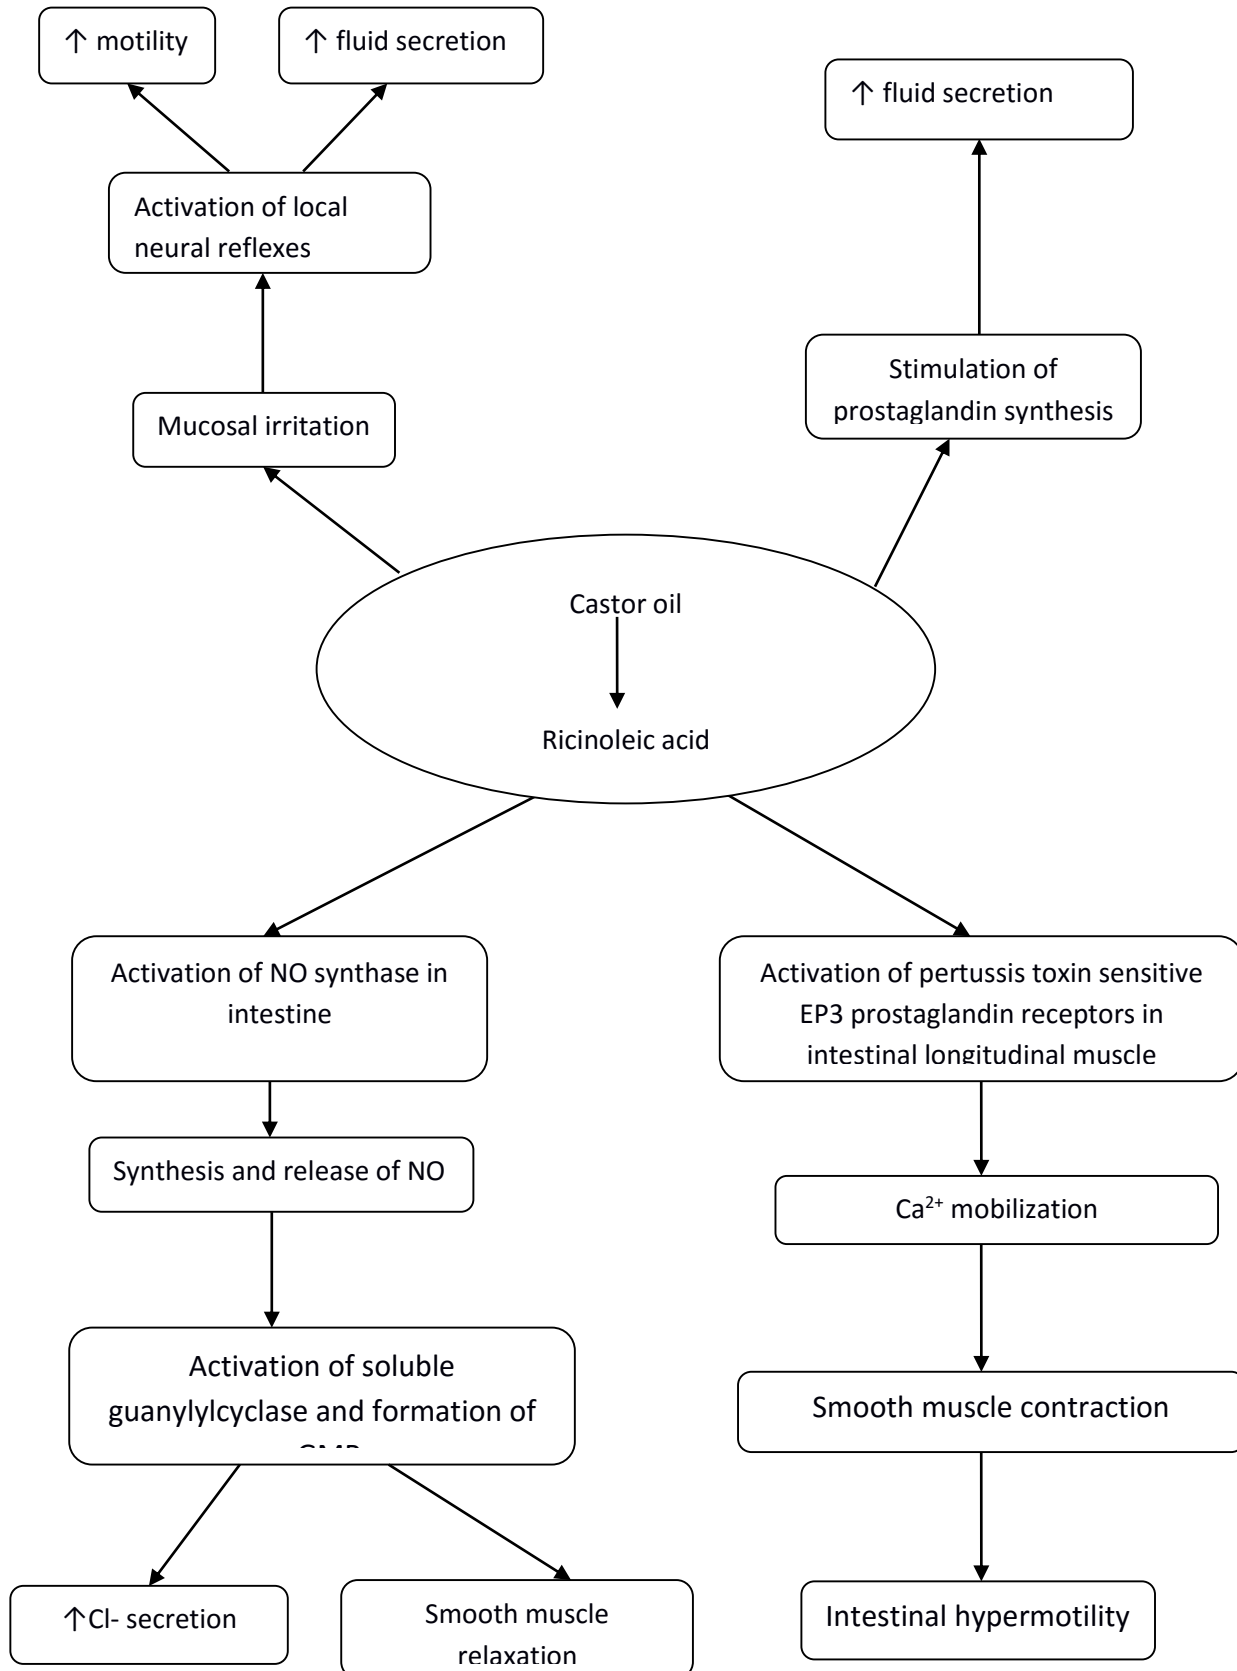 ↑ motility
↑ fluid secretion
↑ fluid secretion
Activation of local
neural reflexes
Stimulation of
prostaglandin synthesis
Mucosal irritation
Castor oil
Ricinoleic acid
Activation of NO synthase in
intestine
Activation of pertussis toxin sensitive
EP3 prostaglandin receptors in
intestinal longitudinal muscle
Synthesis and release of NO
Ca²⁺ mobilization
Activation of soluble
guanylylcyclase and formation of
Smooth muscle contraction
↑Cl- secretion
Smooth muscle
relaxation
Intestinal hypermotility